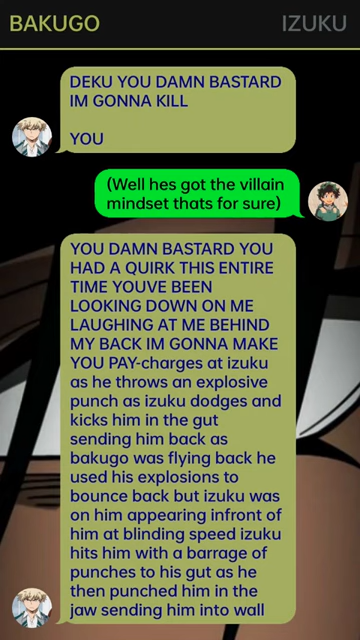 BAKUGO IZUKU
DEKU YOU DAMN BASTARD
IM GONNA KILL
YOU
(Well hes got the villain
mindset thats for sure)
YOU DAMN BASTARD YOU
HAD A QUIRK THIS ENTIRE
TIME YOUVE BEEN
LOOKING DOWN ON ME
LAUGHING AT ME BEHIND
MY BACK IM GONNA MAKE
YOU PAY-charges at izuku
as he throws an explosive
punch as izuku dodges and
kicks him in the gut
sending him back as
bakugo was flying back he
used his explosions to
bounce back but izuku was
on him appearing infront of
him at blinding speed izuku
hits him with a barrage of
punches to his gut as he
then punched him in the
jaw sending him into wall